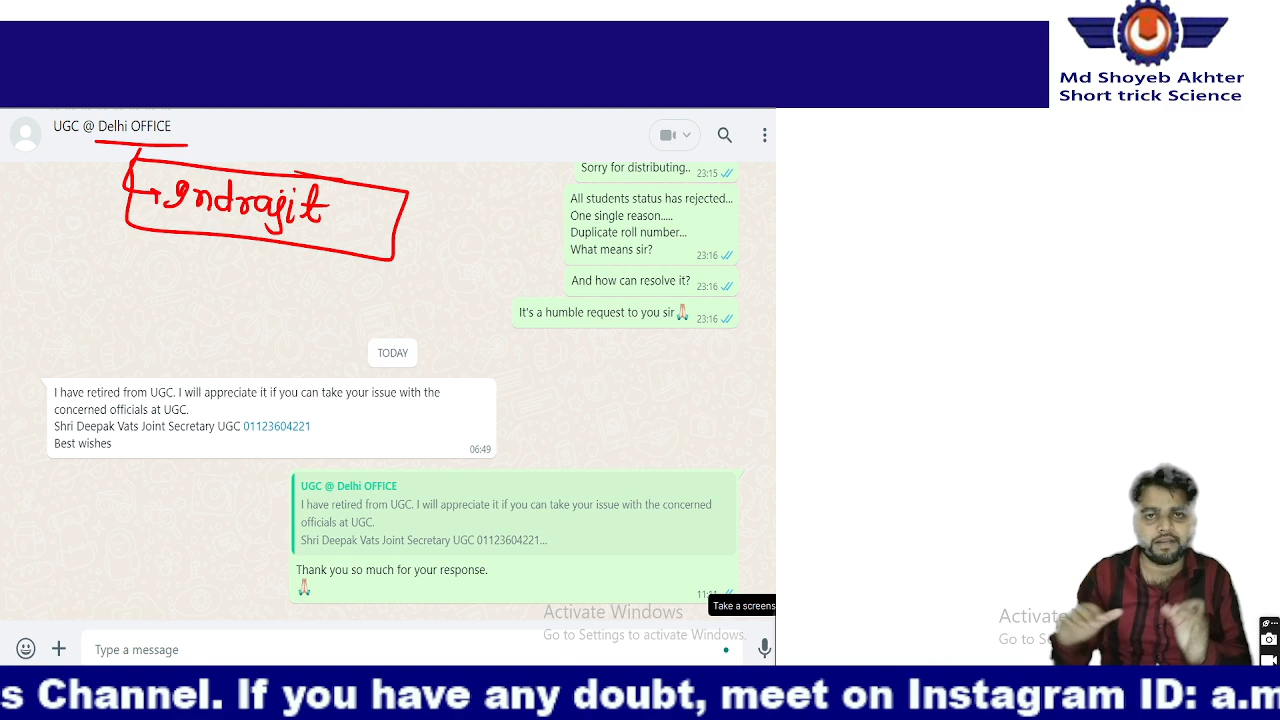 Md Shoyeb Akhter
Short trick Science
UGC @ Delhi OFFICE
Indrajit
Sorry for distributing..
23:15
All students status has rejected...
One single reason.....
Duplicate roll number...
What means sir?
23:16
And how can resolve it?
23:16
It's a humble request to you sir🙏🏻
23:16
TODAY
I have retired from UGC. I will appreciate it if you can take your issue with the
concerned officials at UGC.
Shri Deepak Vats Joint Secretary UGC 01123604221
Best wishes
06:49
UGC @ Delhi OFFICE
I have retired from UGC. I will appreciate it if you can take your issue with the
concerned officials at UGC.
Shri Deepak Vats Joint Secretary UGC 01123604221...
Thank you so much for your response.
🙏🏻
Take a screens
Activate Windows
Go to Settings to activate Windows.
Type a message
Activate
Go to S
s Channel. If you have any doubt, meet on Instagram ID: a.m